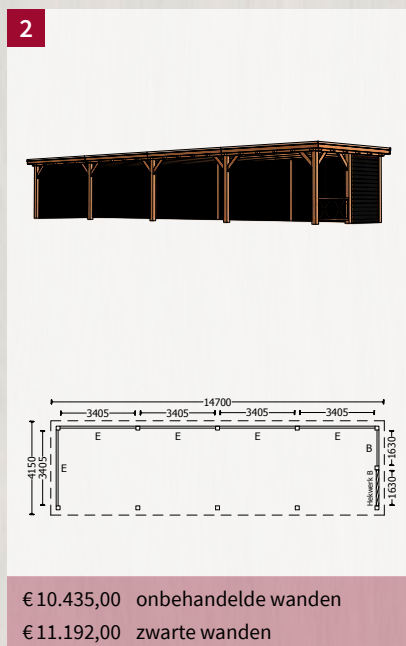 2
14700
3405 3405 3405 3405
E E E E
4150
3405
E
B
1630
Hekwerk B
1630
€ 10.435,00 onbehandelde wanden
€ 11.192,00 zwarte wanden